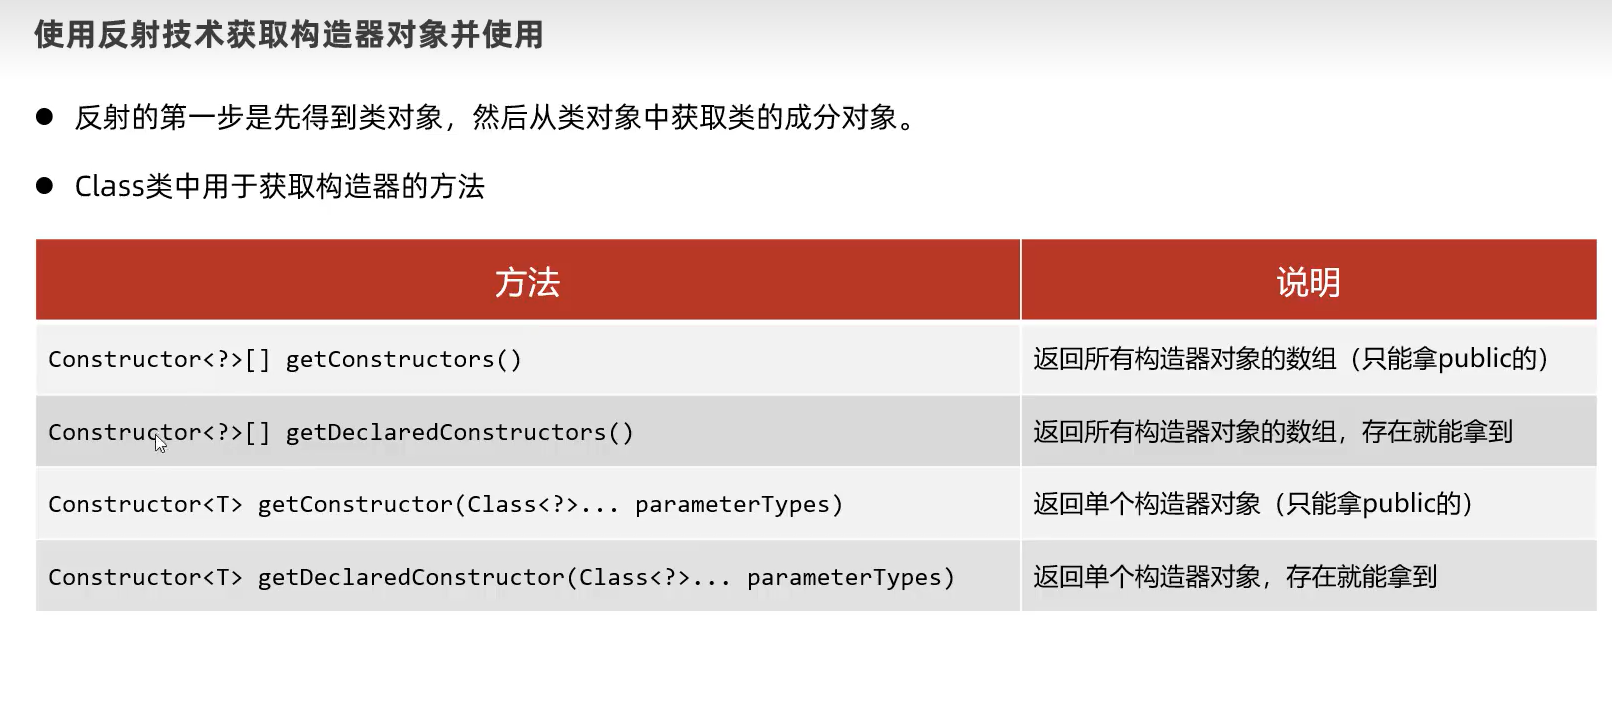 使用反射技术获取构造器对象并使用
反射的第一步是先得到类对象，然后从类对象中获取类的成分对象。
Class类中用于获取构造器的方法
方法 说明
Constructor<?>[] getConstructors() 返回所有构造器对象的数组（只能拿public的）
Constructor<?>[] getDeclaredConstructors() 返回所有构造器对象的数组，存在就能拿到
Constructor<T> getConstructor(Class<?>... parameterTypes) 返回单个构造器对象（只能拿public的）
Constructor<T> getDeclaredConstructor(Class<?>... parameterTypes) 返回单个构造器对象，存在就能拿到